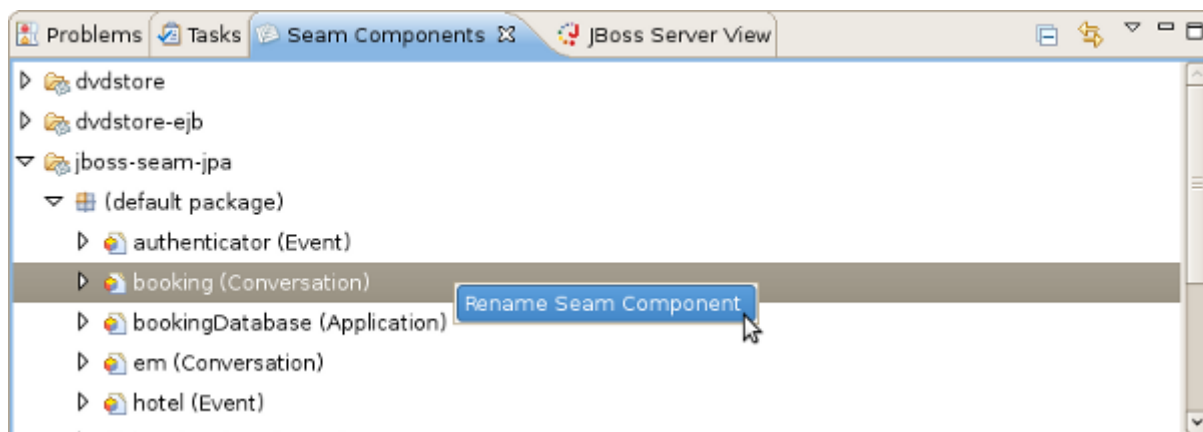 Problems Tasks Seam Components JBoss Server View
dvdstore
dvdstore-ejb
jboss-seam-jpa
(default package)
authenticator (Event)
booking (Conversation)
Rename Seam Component
bookingDatabase (Application)
em (Conversation)
hotel (Event)